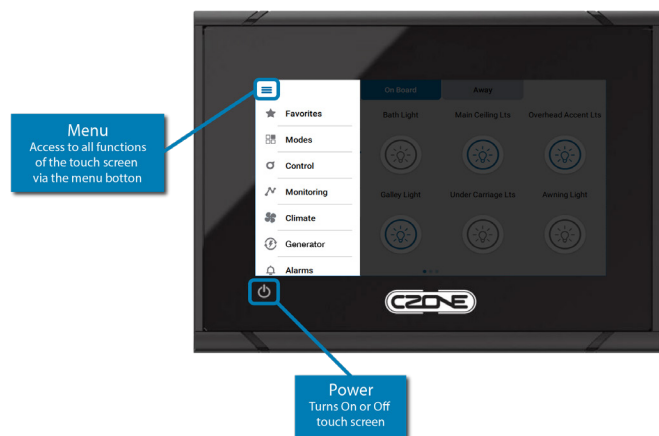 On Board Away
Favorites
Bath Light Main Ceiling Lts Overhead Accent Lts
Modes
Menu
Access to all functions
of the touch screen
via the menu botton
Control
Monitoring
Galley Light Under Carriage Lts Awning Light
Climate
Generator
Alarms
CZONE
Power
Turns On or Off
touch screen